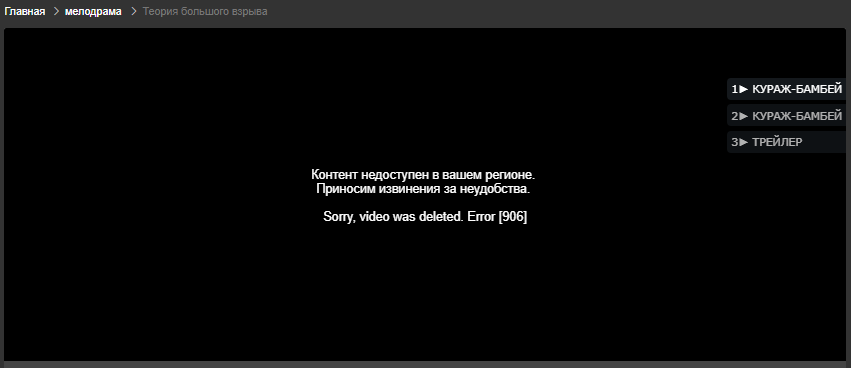 Главная > мелодрама > Теория большого взрыва
1▶ КУРАЖ-БАМБЕЙ
2▶ КУРАЖ-БАМБЕЙ
3▶ ТРЕЙЛЕР
Контент недоступен в вашем регионе.
Приносим извинения за неудобства.
Sorry, video was deleted. Error [906]